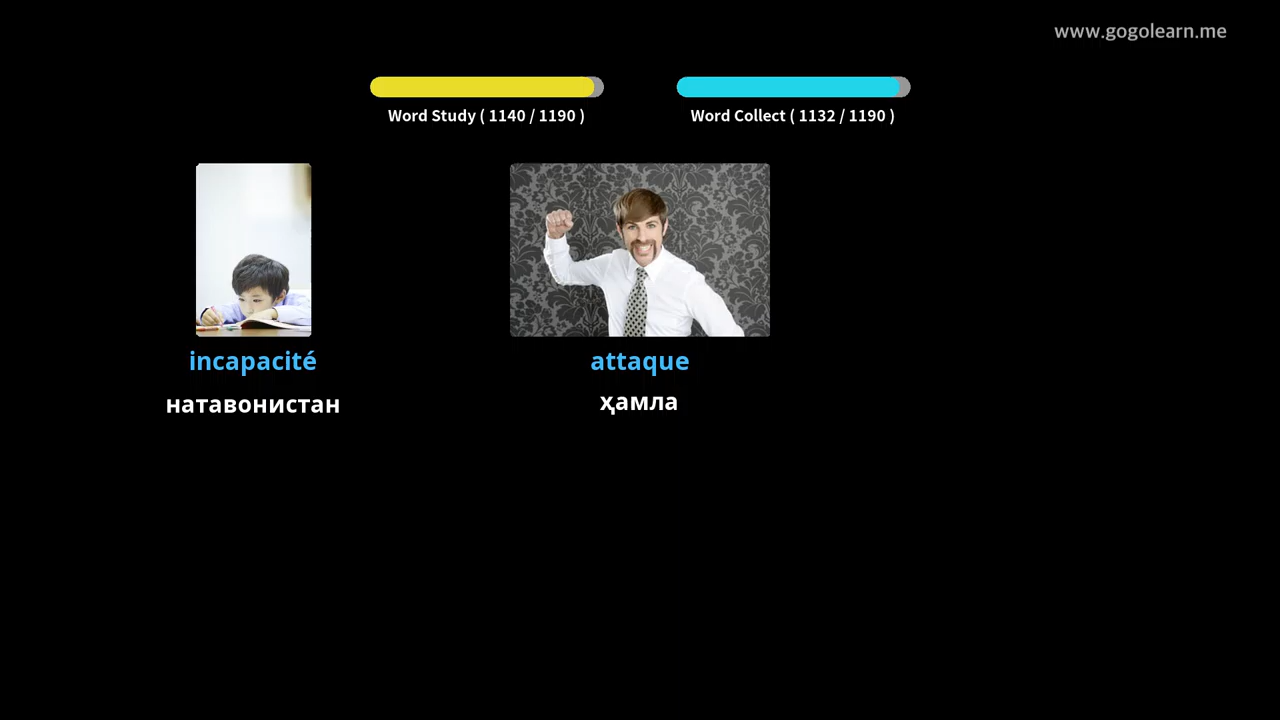 www.gogolearn.me
Word Study ( 1140 / 1190 )
Word Collect ( 1132 / 1190 )
incapacité
attaque
натавонистан
ҳамла